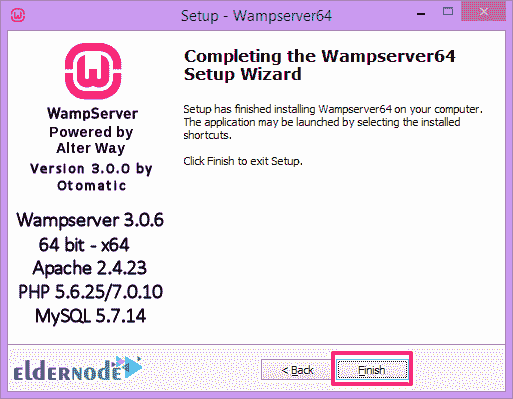 Setup - Wampserver64
WampServer
Powered by
Alter Way
Version 3.0.0 by
Otomatic
Wampserver 3.0.6
64 bit - x64
Apache 2.4.23
PHP 5.6.25/7.0.10
MySQL 5.7.14
Completing the Wampserver64
Setup Wizard
Setup has finished installing Wampserver64 on your computer.
The application may be launched by selecting the installed
shortcuts.
Click Finish to exit Setup.
ELDERNODE
< Back
Finish